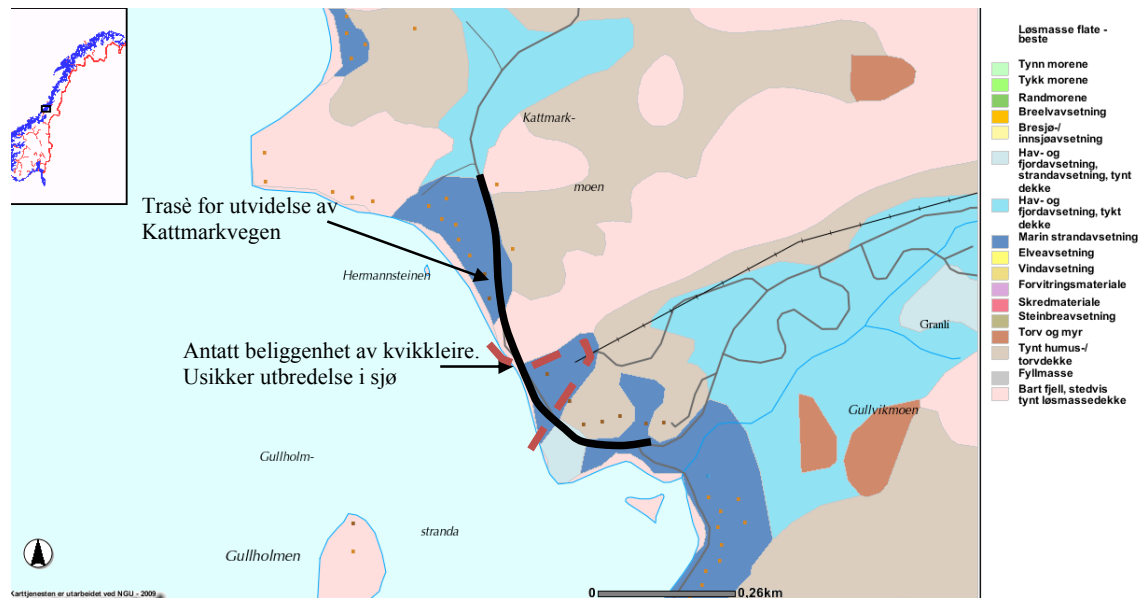 Kattmark-
moen
Trasè for utvidelse av
Kattmarkvegen
Hermannsteinen
Antatt beliggenhet av kvikkleire.
Usikker utbredelse i sjø
Granli
Gullvikmoen
Gullholm-
stranda
Gullholmen
Karttjenesten er utarbeidet ved NGU - 2009
0
0,26km
Løsmasse flate -
beste
Tynn morene
Tykk morene
Randmorene
Breelvavsetning
Bresjø-/
innsjøavsetning
Hav- og
fjordavsetning,
strandavsetning, tynt
dekke
Hav- og
fjordavsetning, tykt
dekke
Marin strandavsetning
Elveavsetning
Vindavsetning
Forvitringsmateriale
Skredmateriale
Steinbreavsetning
Torv og myr
Tynt humus-/
torvdekke
Fyllmasse
Bart fjell, stedvis
tynt løsmassedekke